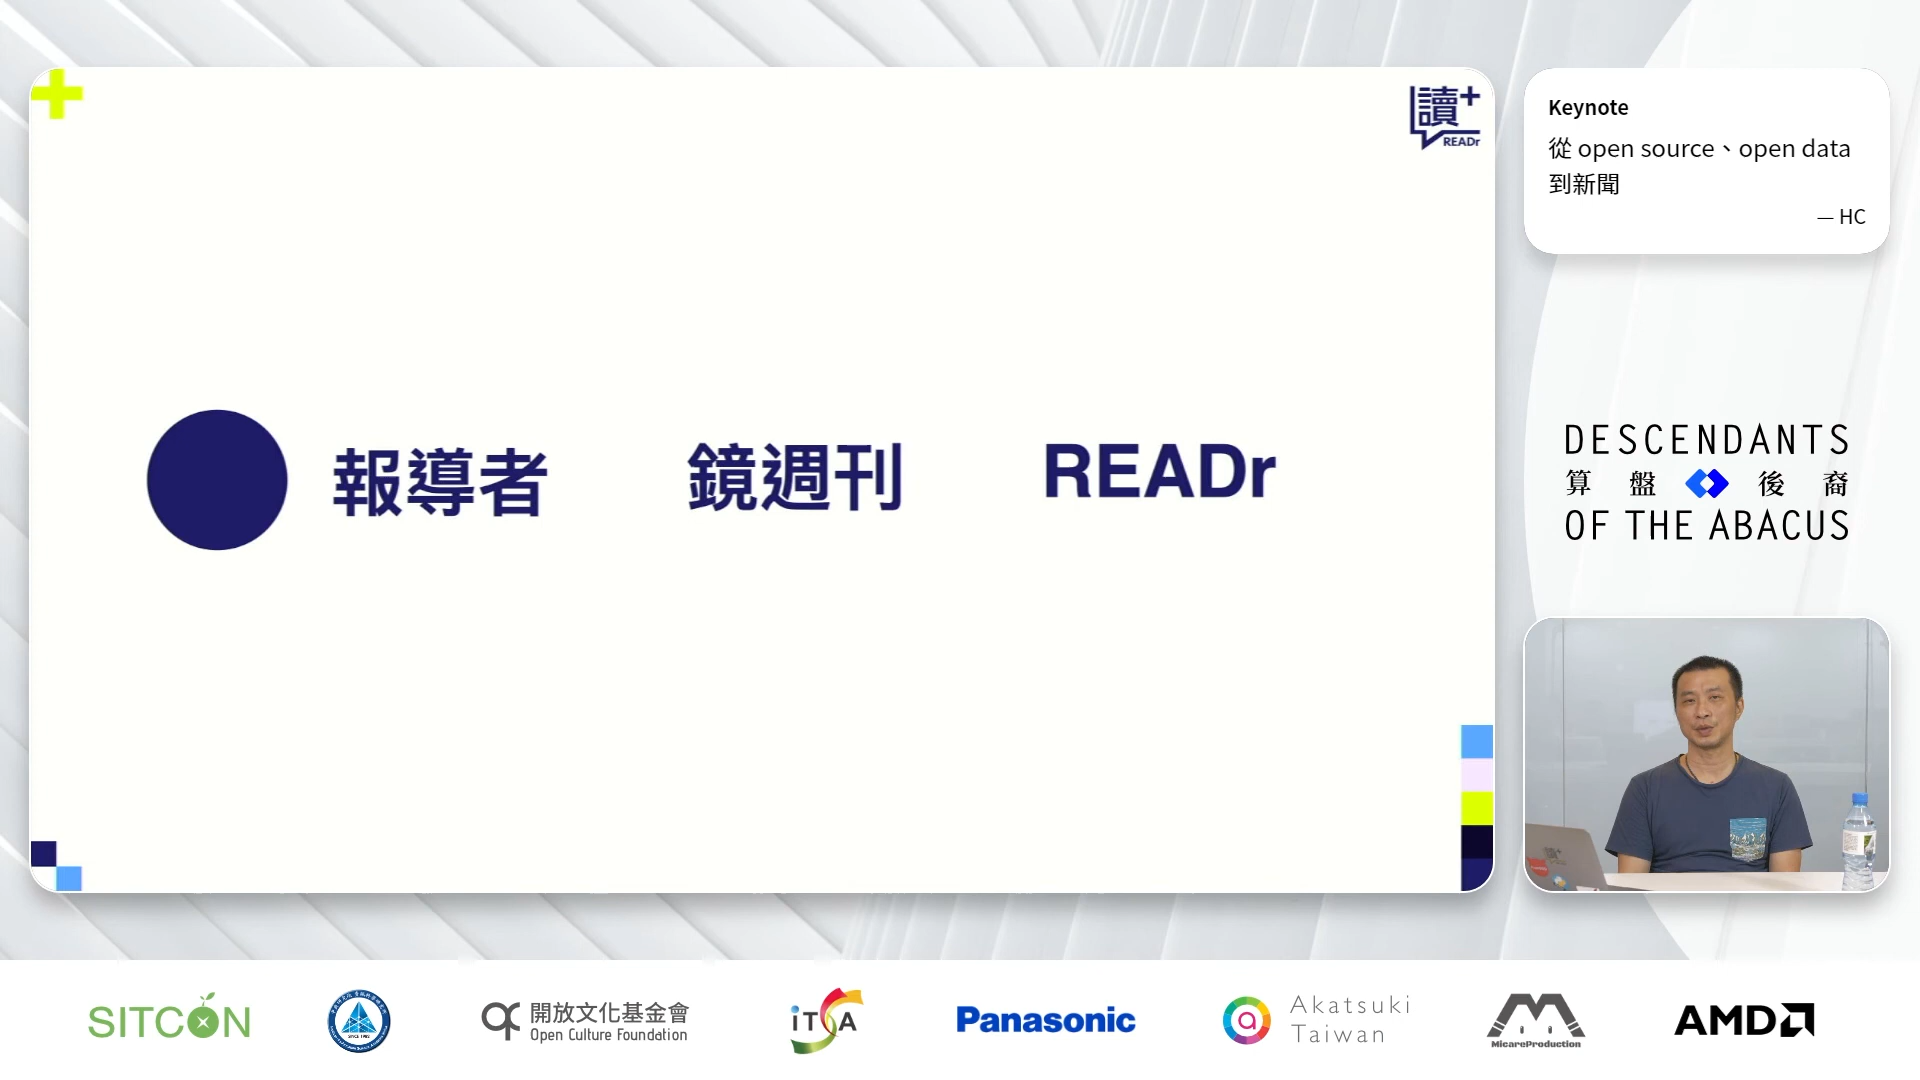 讀+
READr
報導者 鏡週刊 READr
Keynote
從 open source、open data
到新聞
— HC
DESCENDANTS
算盤後裔
OF THE ABACUS
SITCON
開放文化基金會
Open Culture Foundation
iTSA
Panasonic
Akatsuki
Taiwan
MicareProduction
AMD